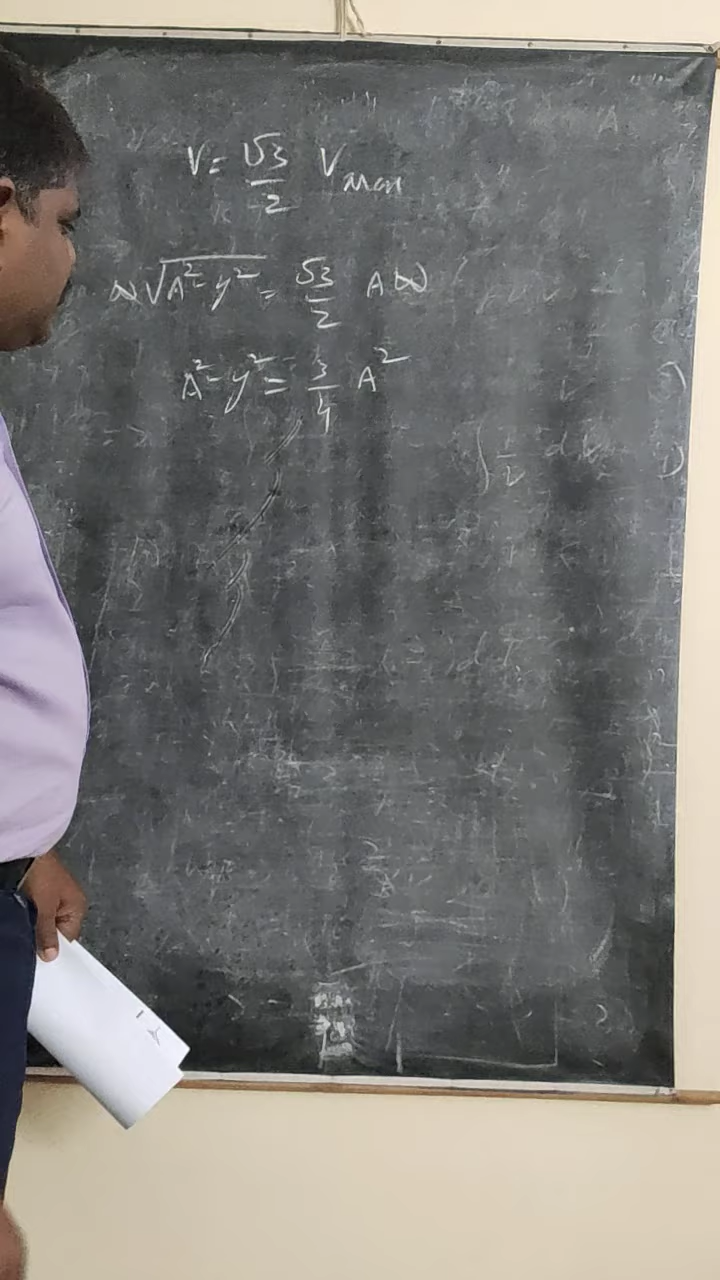 V = √3/2 Vmax
ω√A²-y² = √3/2 Aω
A²-y² = 3/4 A²